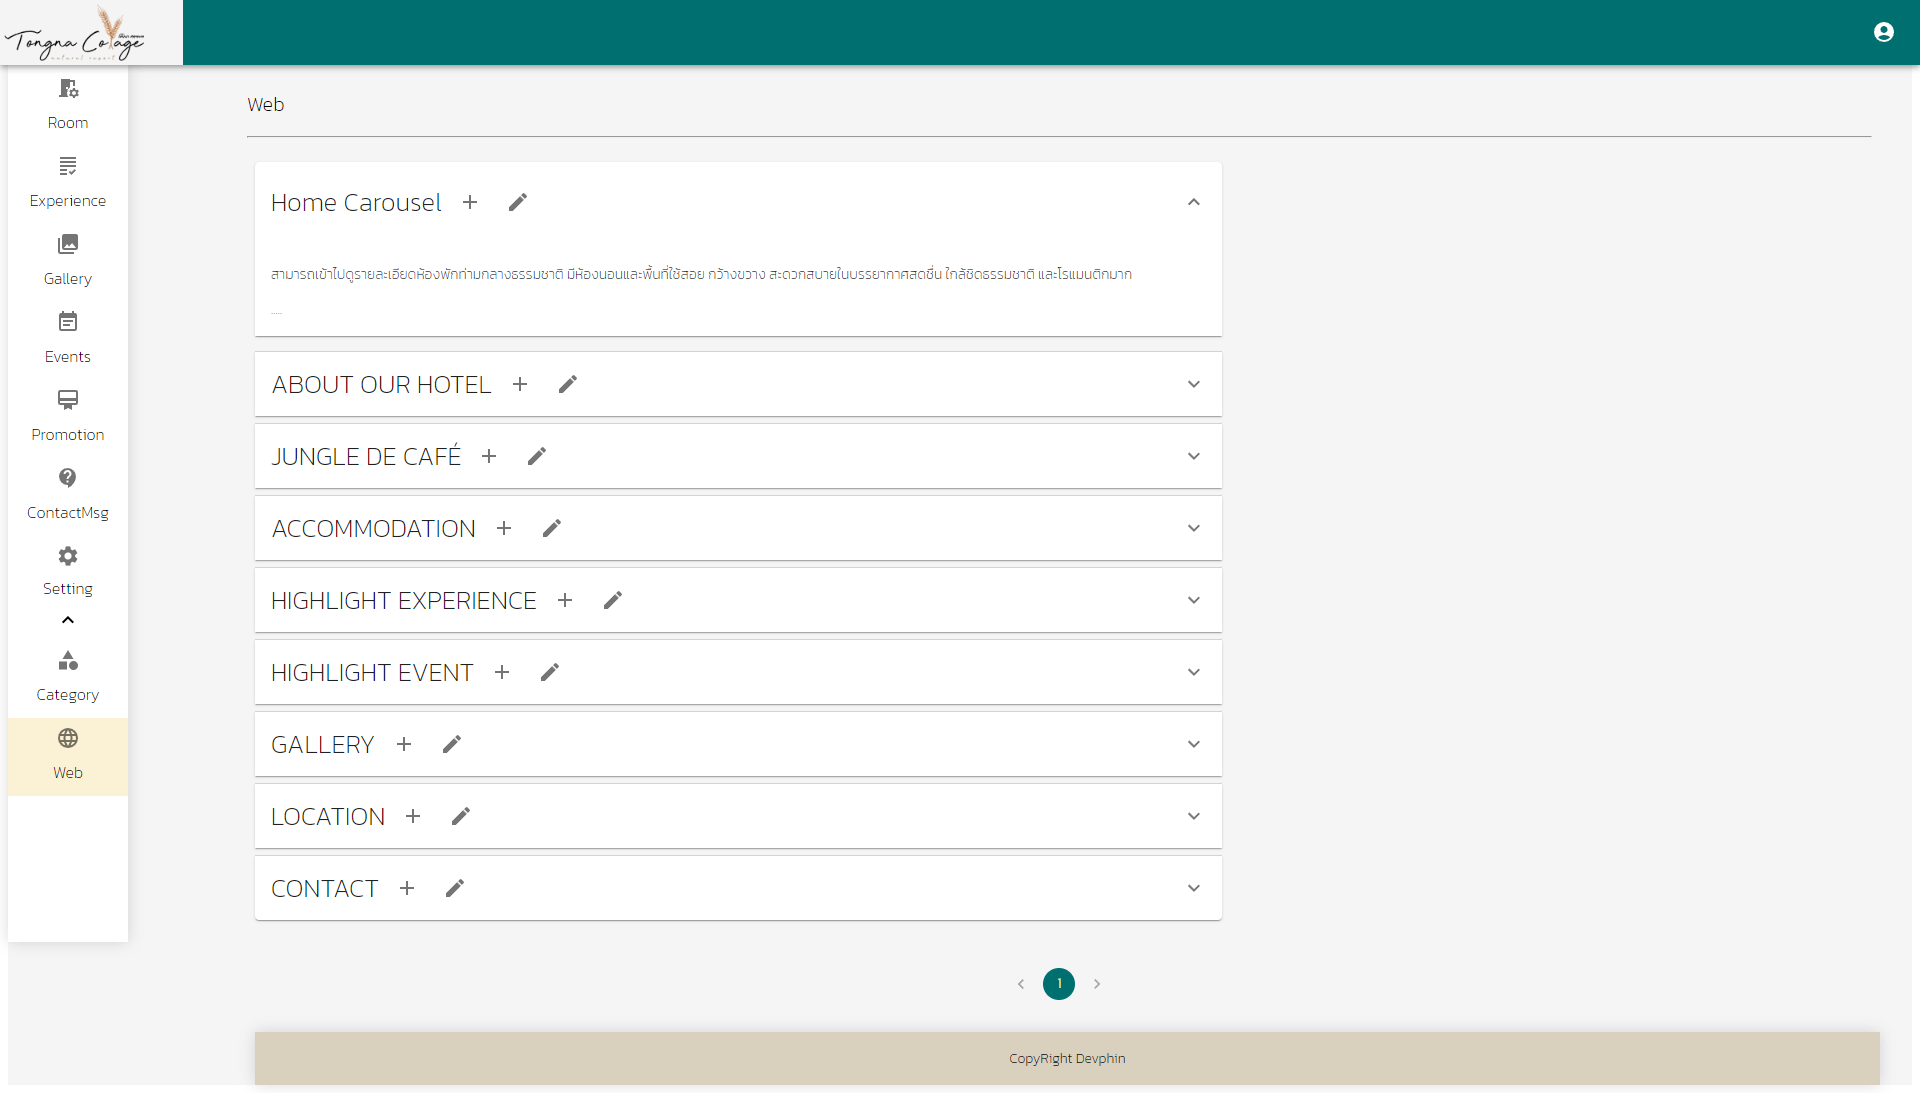 Tongna Cottage
natural resort
Web
Room
Experience
Gallery
Events
Promotion
ContactMsg
Setting
Category
Web
Home Carousel
สามารถเข้าไปดูรายละเอียดห้องพักท่ามกลางธรรมชาติ มีห้องนอนและพื้นที่ใช้สอย กว้างขวาง สะดวกสบายในบรรยากาศสดชื่น ใกล้ชิดธรรมชาติ และโรแมนติกมาก
.....
ABOUT OUR HOTEL
JUNGLE DE CAFÉ
ACCOMMODATION
HIGHLIGHT EXPERIENCE
HIGHLIGHT EVENT
GALLERY
LOCATION
CONTACT
1
CopyRight Devphin